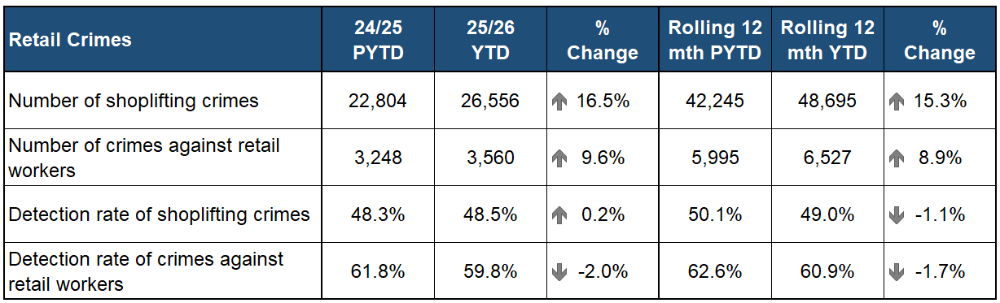 Retail Crimes 24/25 PYTD 25/26 YTD % Change Rolling 12 mth PYTD Rolling 12 mth YTD % Change
Number of shoplifting crimes 22,804 26,556 16.5% 42,245 48,695 15.3%
Number of crimes against retail workers 3,248 3,560 9.6% 5,995 6,527 8.9%
Detection rate of shoplifting crimes 48.3% 48.5% 0.2% 50.1% 49.0% -1.1%
Detection rate of crimes against retail workers 61.8% 59.8% -2.0% 62.6% 60.9% -1.7%